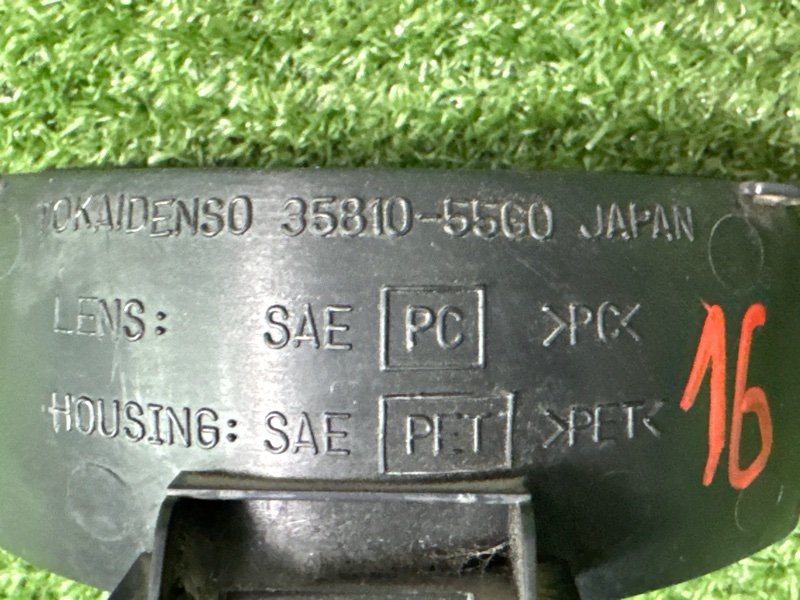 TOKAIDENSO 35810-55G0 JAPAN
LENS: SAE PC >PC<
HOUSING: SAE PET >PET<
16